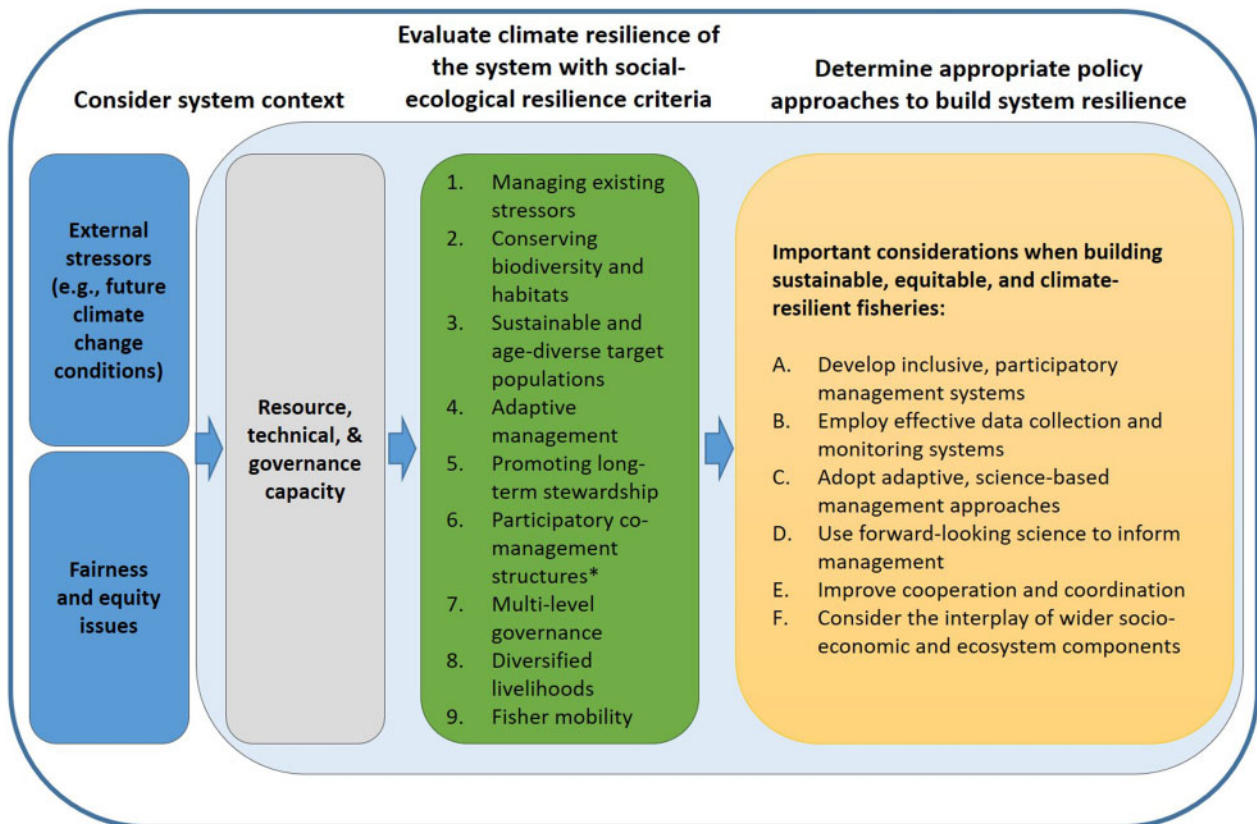 Consider system context
Evaluate climate resilience of
the system with social-
ecological resilience criteria
Determine appropriate policy
approaches to build system resilience
External
stressors
(e.g., future
climate
change
conditions)
Fairness
and equity
issues
Resource,
technical, &
governance
capacity
1. Managing existing
stressors
2. Conserving
biodiversity and
habitats
3. Sustainable and
age-diverse target
populations
4. Adaptive
management
5. Promoting long-
term stewardship
6. Participatory co-
management
structures*
7. Multi-level
governance
8. Diversified
livelihoods
9. Fisher mobility
Important considerations when building
sustainable, equitable, and climate-
resilient fisheries:
A. Develop inclusive, participatory
management systems
B. Employ effective data collection and
monitoring systems
C. Adopt adaptive, science-based
management approaches
D. Use forward-looking science to inform
management
E. Improve cooperation and coordination
F. Consider the interplay of wider socio-
economic and ecosystem components